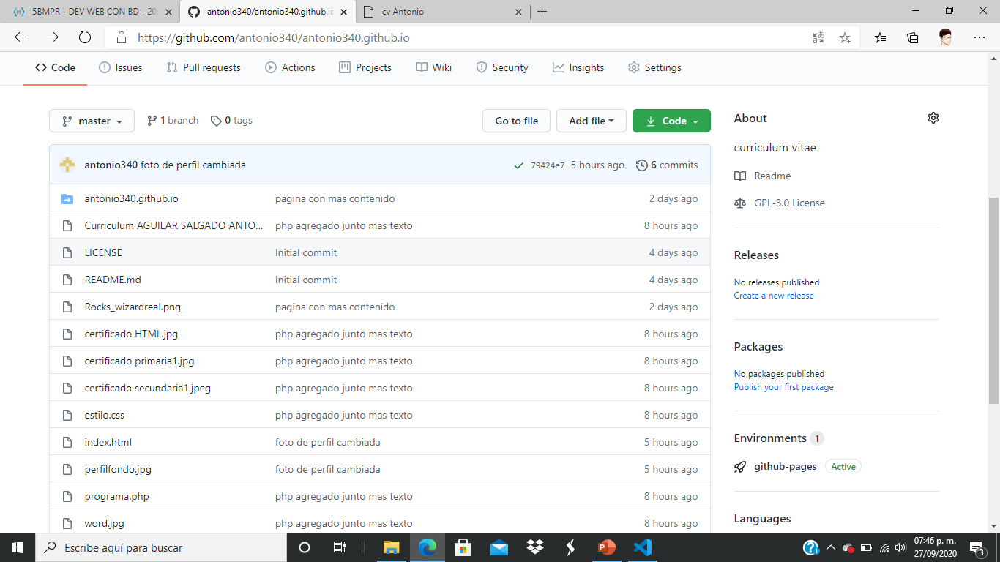 5BMPR - DEV WEB CON BD - 20
antonio340/antonio340.github.ic
cv Antonio
https://github.com/antonio340/antonio340.github.io
Code
Issues
Pull requests
Actions
Projects
Wiki
Security
Insights
Settings
master
1 branch
0 tags
Go to file
Add file
Code
antonio340 foto de perfil cambiada
79424e7 5 hours ago
6 commits
antonio340.github.io pagina con mas contenido 2 days ago
Curriculum AGUILAR SALGADO ANTO... php agregado junto mas texto 8 hours ago
LICENSE Initial commit 4 days ago
README.md Initial commit 4 days ago
Rocks_wizardreal.png pagina con mas contenido 2 days ago
certificado HTML.jpg php agregado junto mas texto 8 hours ago
certificado primaria1.jpg php agregado junto mas texto 8 hours ago
certificado secundaria1.jpeg php agregado junto mas texto 8 hours ago
estilo.css php agregado junto mas texto 8 hours ago
index.html foto de perfil cambiada 5 hours ago
perfilfondo.jpg foto de perfil cambiada 5 hours ago
programa.php php agregado junto mas texto 8 hours ago
word.jpg php agregado junto mas texto 8 hours ago
About
curriculum vitae
Readme
GPL-3.0 License
Releases
No releases published
Create a new release
Packages
No packages published
Publish your first package
Environments 1
github-pages Active
Languages
Escribe aquí para buscar
07:46 p. m.
27/09/2020
3